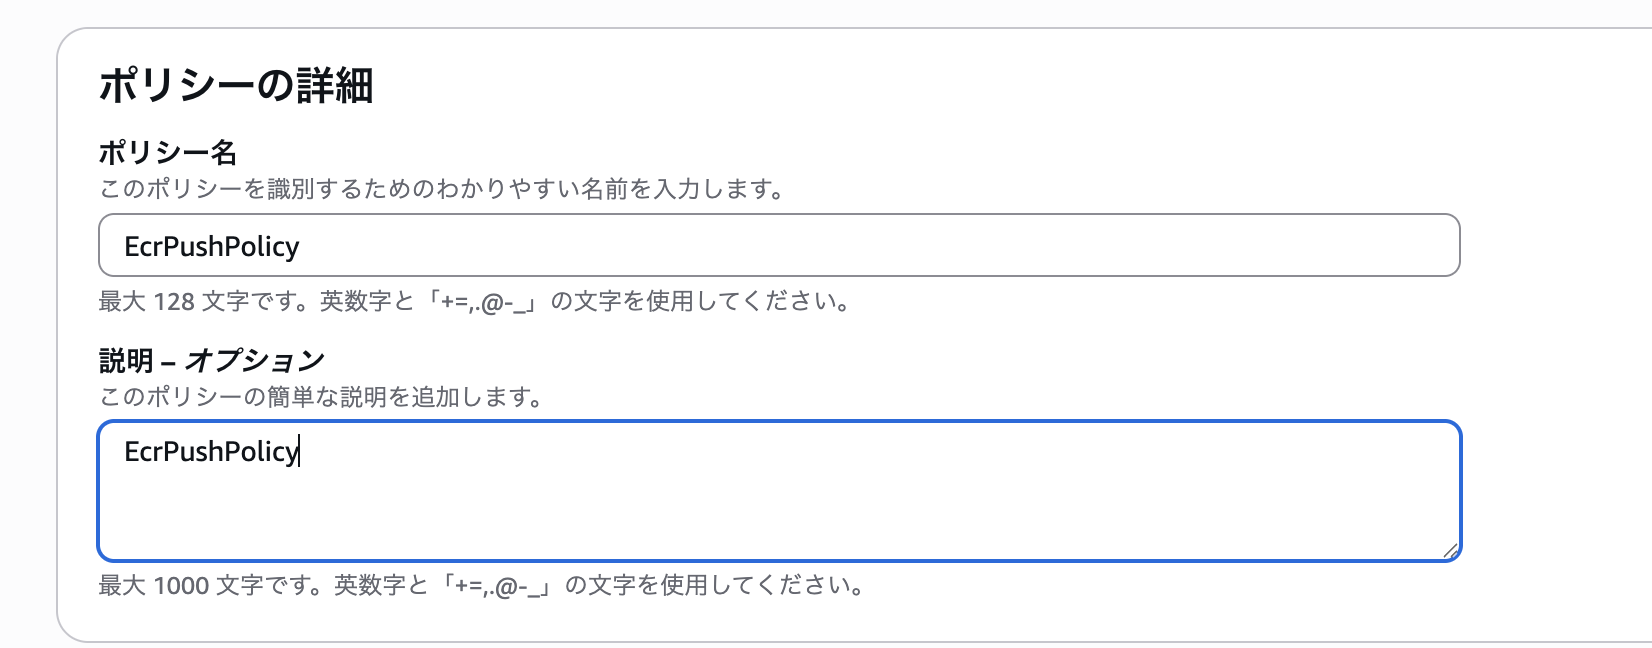 ポリシーの詳細
ポリシー名
このポリシーを識別するためのわかりやすい名前を入力します。
EcrPushPolicy
最大 128 文字です。英数字と「+=,.@-_」の文字を使用してください。
説明 – オプション
このポリシーの簡単な説明を追加します。
EcrPushPolicy
最大 1000 文字です。英数字と「+=,.@-_」の文字を使用してください。